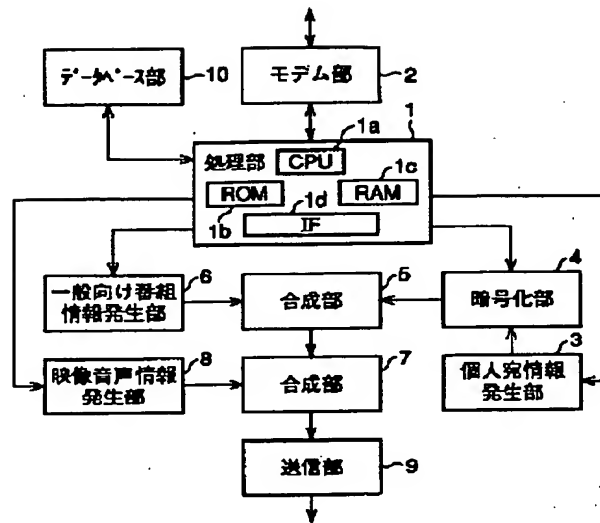 データベース部
10
モデム部
2
1
1a
処理部
CPU
1c
ROM
RAM
1d
1b
IF
6
5
4
一般向け番組
情報発生部
合成部
暗号化部
8
7
3
映像音声情報
発生部
合成部
個人宛情報
発生部
送信部
9